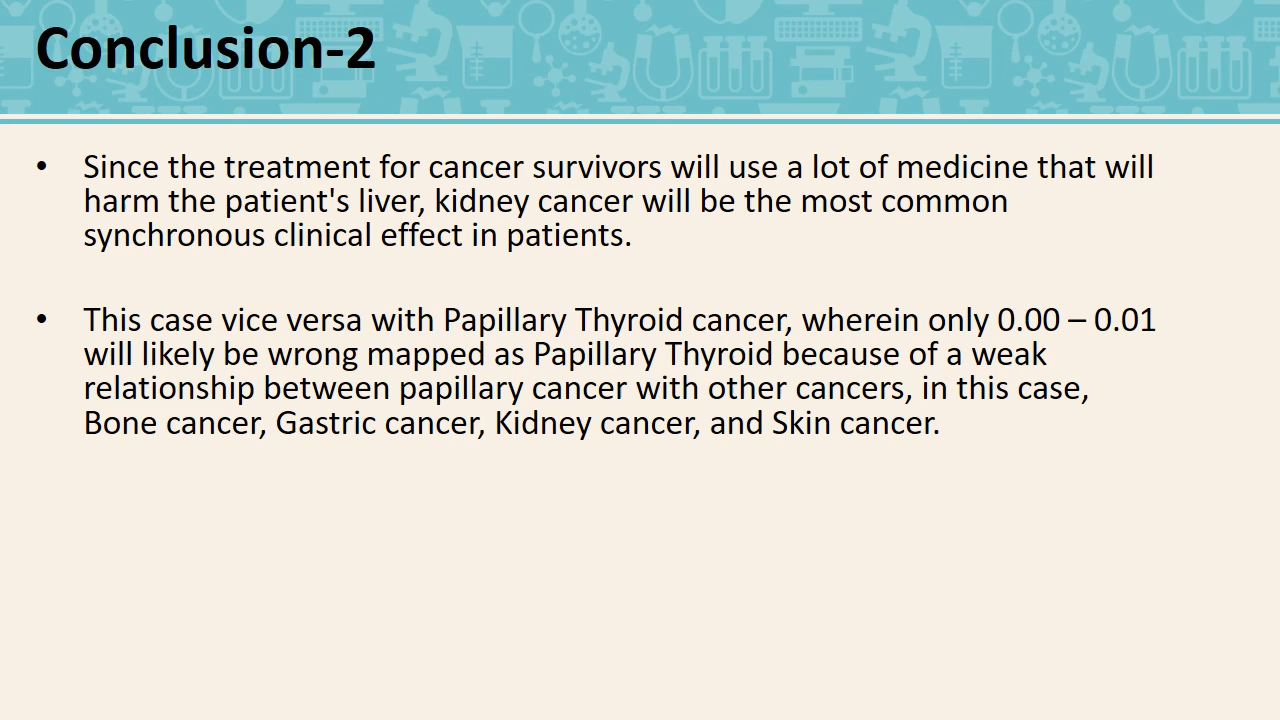 Conclusion-2
• Since the treatment for cancer survivors will use a lot of medicine that will
harm the patient's liver, kidney cancer will be the most common
synchronous clinical effect in patients.
• This case vice versa with Papillary Thyroid cancer, wherein only 0.00 – 0.01
will likely be wrong mapped as Papillary Thyroid because of a weak
relationship between papillary cancer with other cancers, in this case,
Bone cancer, Gastric cancer, Kidney cancer, and Skin cancer.